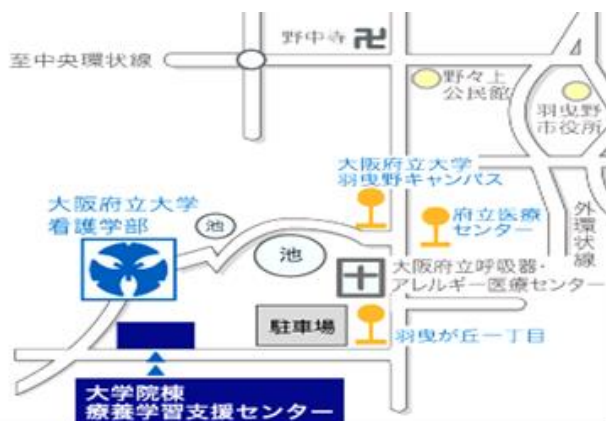 野中寺 卍
至中央環状線
野々上
公民館
羽曳野
市役所
大阪府立大学
羽曳野キャンパス
大阪府立大学
看護学部
池
府立医療
センター
外環状線
池
大阪府立呼吸器・
アレルギー医療センター
駐車場
羽曳が丘一丁目
大学院棟
療養学習支援センター